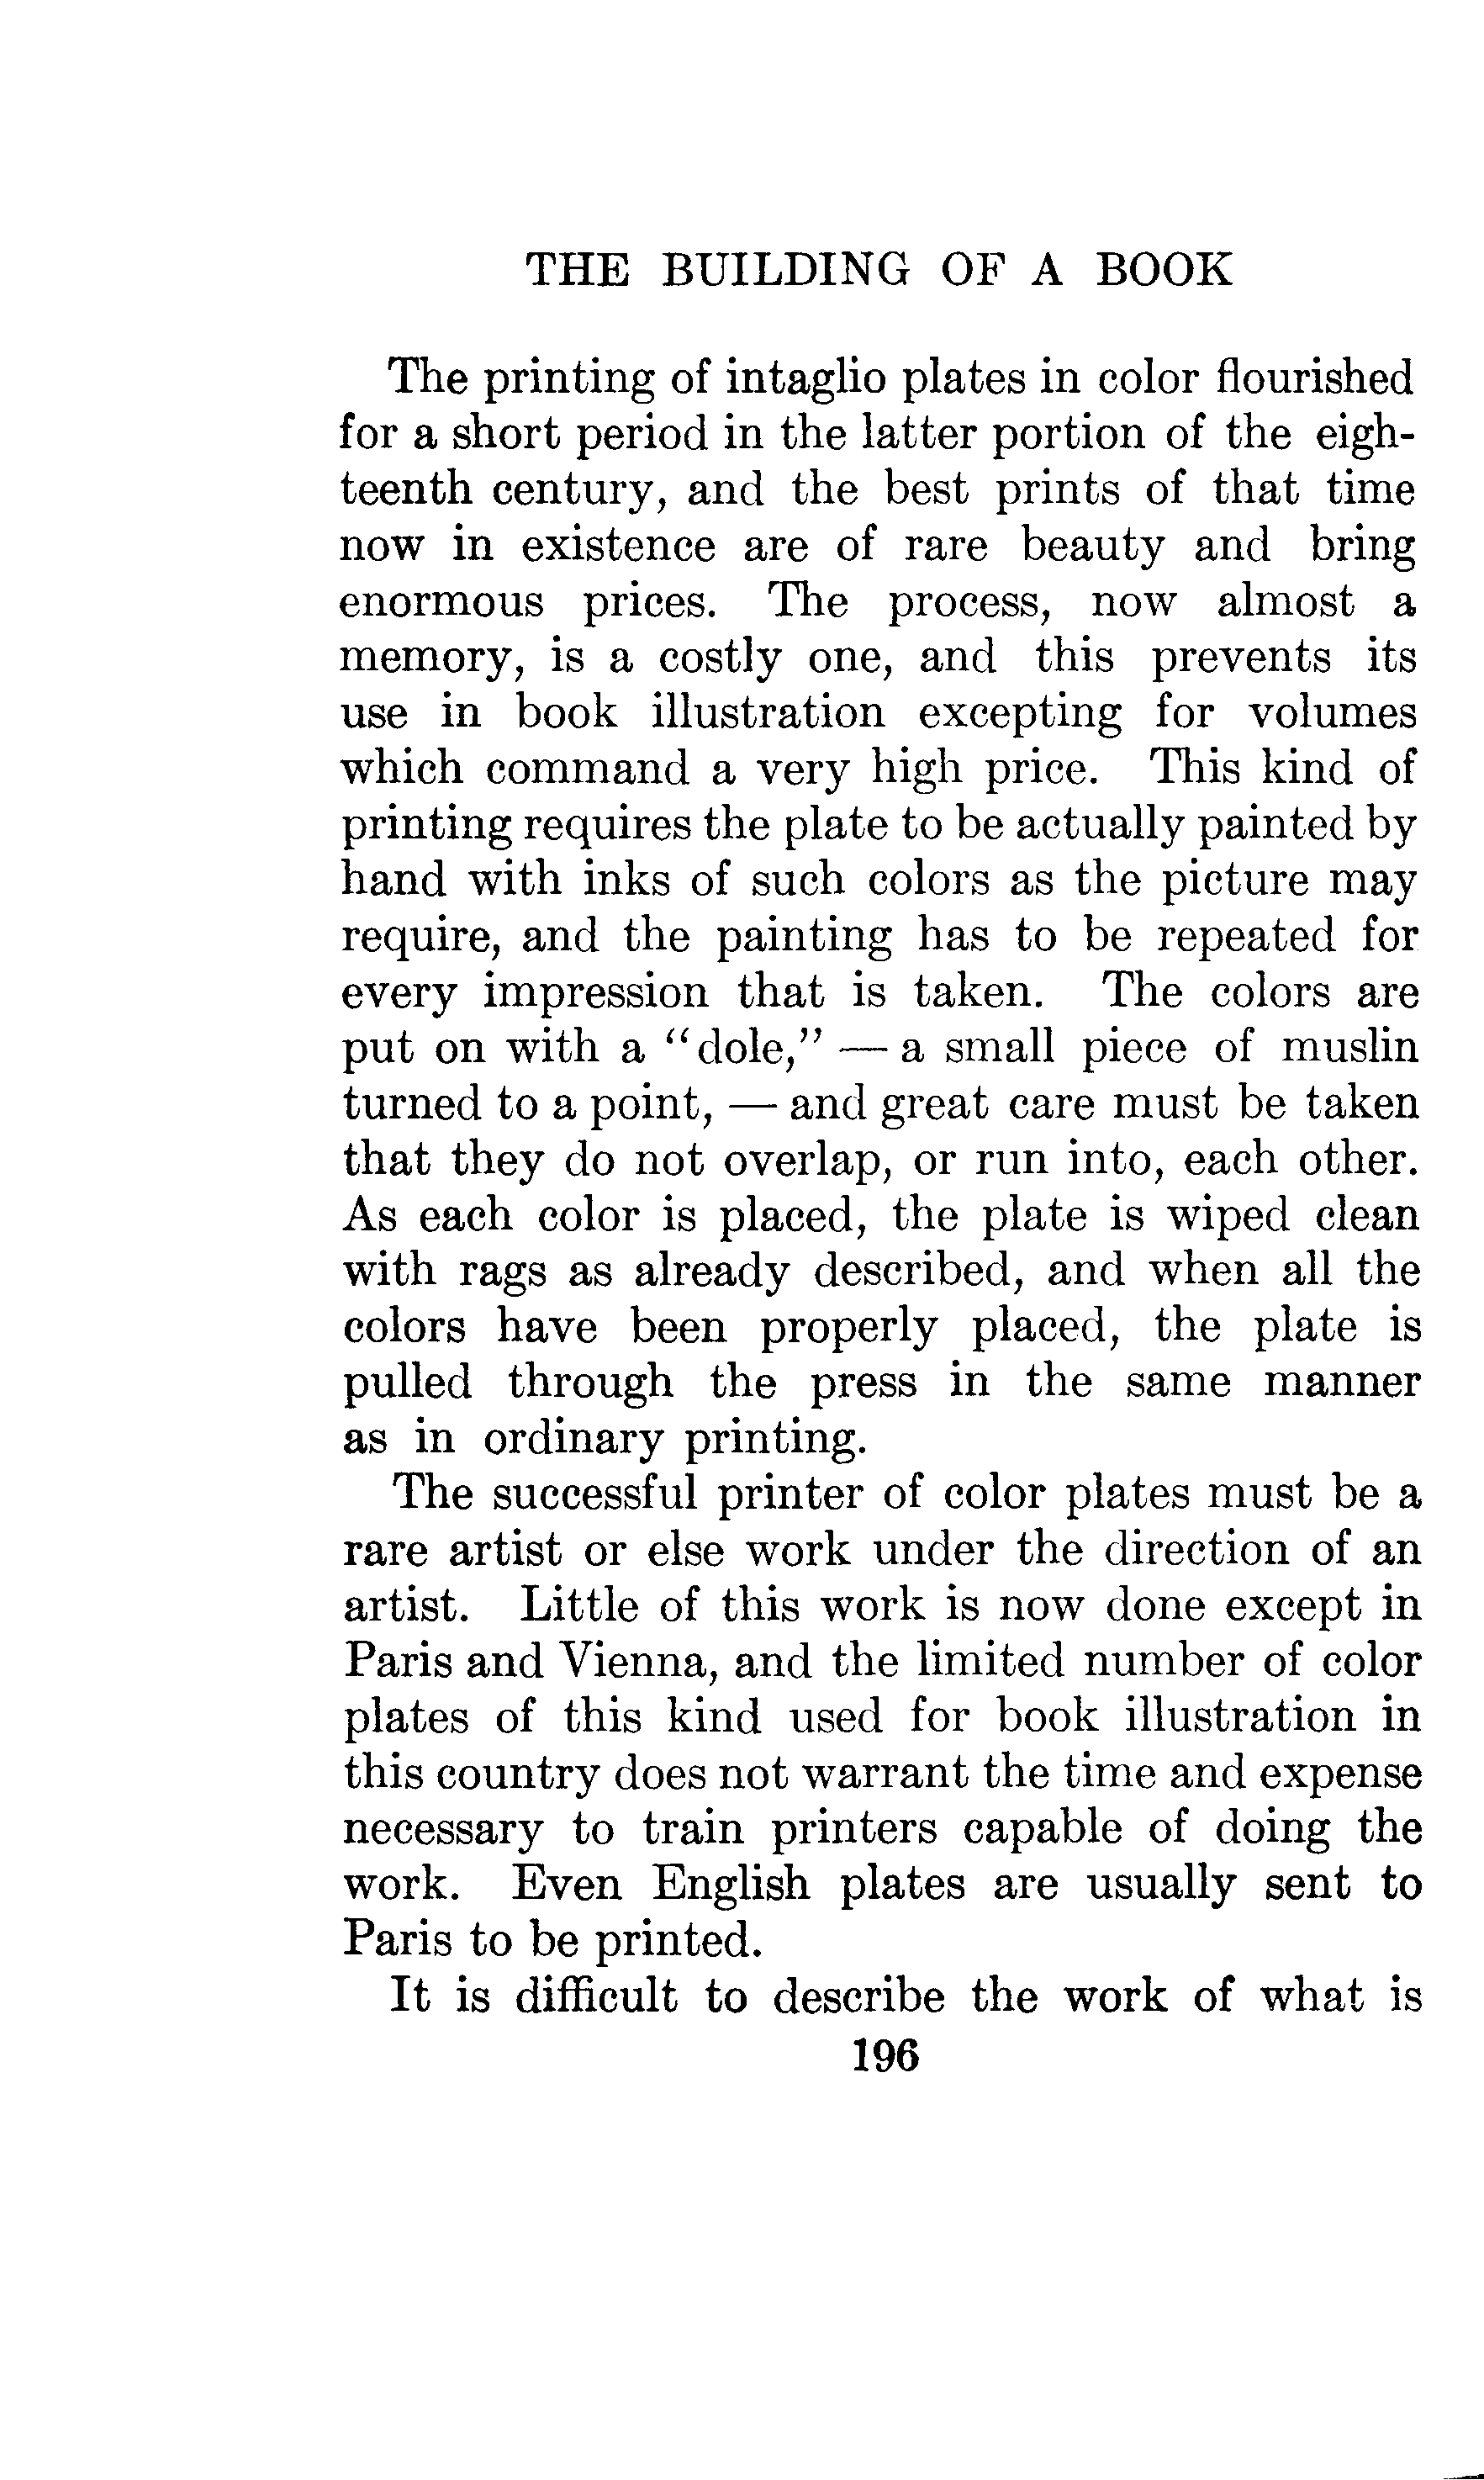 THE BUILDING OF A BOOK
The printing of intaglio plates in color flourished
for a short period in the latter portion of the eigh-
teenth century, and the best prints of that time
now in existence are of rare beauty and bring
enormous prices. The process, now almost a
memory, is a costly one, and this prevents its
use in book illustration excepting for volumes
which command a very high price. This kind of
printing requires the plate to be actually painted by
hand with inks of such colors as the picture may
require, and the painting has to be repeated for
every impression that is taken. The colors are
put on with a “dole,” — a small piece of muslin
turned to a point, — and great care must be taken
that they do not overlap, or run into, each other.
As each color is placed, the plate is wiped clean
with rags as already described, and when all the
colors have been properly placed, the plate is
pulled through the press in the same manner
as in ordinary printing.
The successful printer of color plates must be a
rare artist or else work under the direction of an
artist. Little of this work is now done except in
Paris and Vienna, and the limited number of color
plates of this kind used for book illustration in
this country does not warrant the time and expense
necessary to train printers capable of doing the
work. Even English plates are usually sent to
Paris to be printed.
It is difficult to describe the work of what is
196